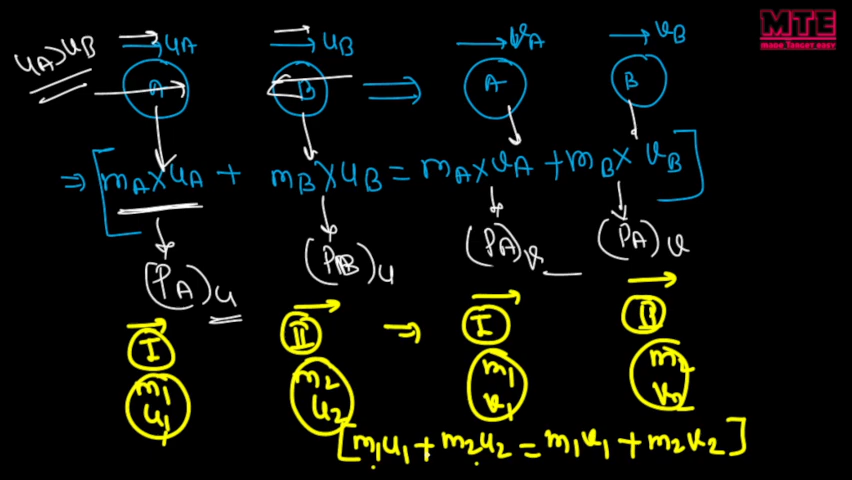 MTE
made Target easy
uA>uB uA uB vA vB
A B ⇒ A B
⇒ [mA×uA + mB×uB = mA×vA + mB×vB]
(PA)u (PB)u (PA)v (PA)v
I II ⇒ I II
m1 u1 m2 u2 m1 v1 m2 v2
[m1u1 + m2u2 = m1v1 + m2v2]